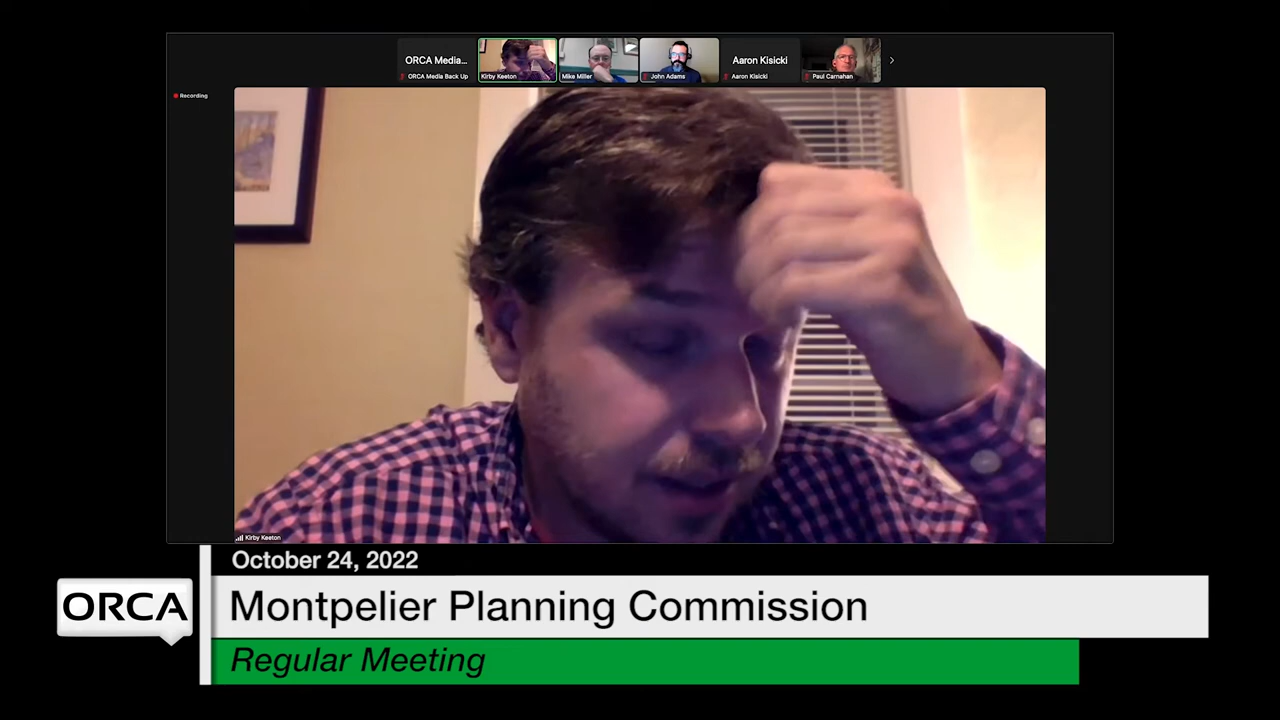 ORCA Media...
Aaron Kisicki
ORCA Media Back Up
Kirby Keeton
Mike Miller
John Adams
Aaron Kisicki
Paul Carnahan
Recording
Kirby Keeton
October 24, 2022
ORCA
Montpelier Planning Commission
Regular Meeting